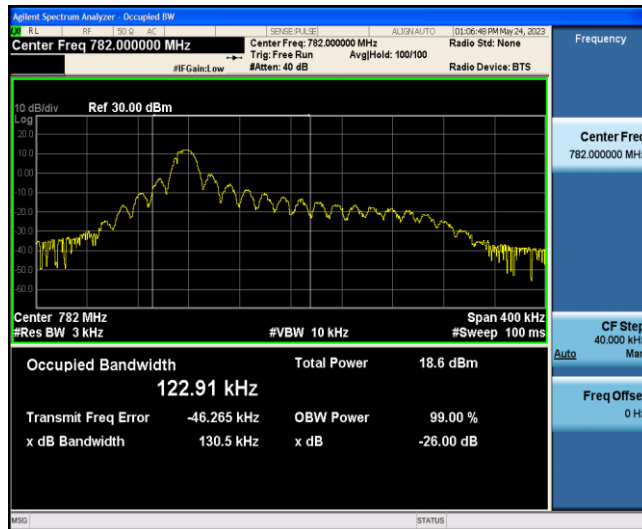 Agilent Spectrum Analyzer - Occupied BW
LXI RL RF 50 Ω AC SENSE:PULSE ALIGN AUTO 01:06:48 PM May 24, 2023
Center Freq 782.000000 MHz
Center Freq: 782.000000 MHz
Radio Std: None
Trig: Free Run Avg|Hold: 100/100
#IFGain:Low
#Atten: 40 dB
Radio Device: BTS
10 dB/div Ref 30.00 dBm
Log
20.0
10.0
0.00
-10.0
-20.0
-30.0
-40.0
-50.0
-60.0
Center 782 MHz Span 400 kHz
#Res BW 3 kHz #VBW 10 kHz #Sweep 100 ms
Occupied Bandwidth Total Power 18.6 dBm
122.91 kHz
Transmit Freq Error -46.265 kHz OBW Power 99.00 %
x dB Bandwidth 130.5 kHz x dB -26.00 dB
MSG STATUS
Frequency
Center Freq
782.000000 MHz
CF Step
40.000 kHz
Auto Man
Freq Offse
0 H